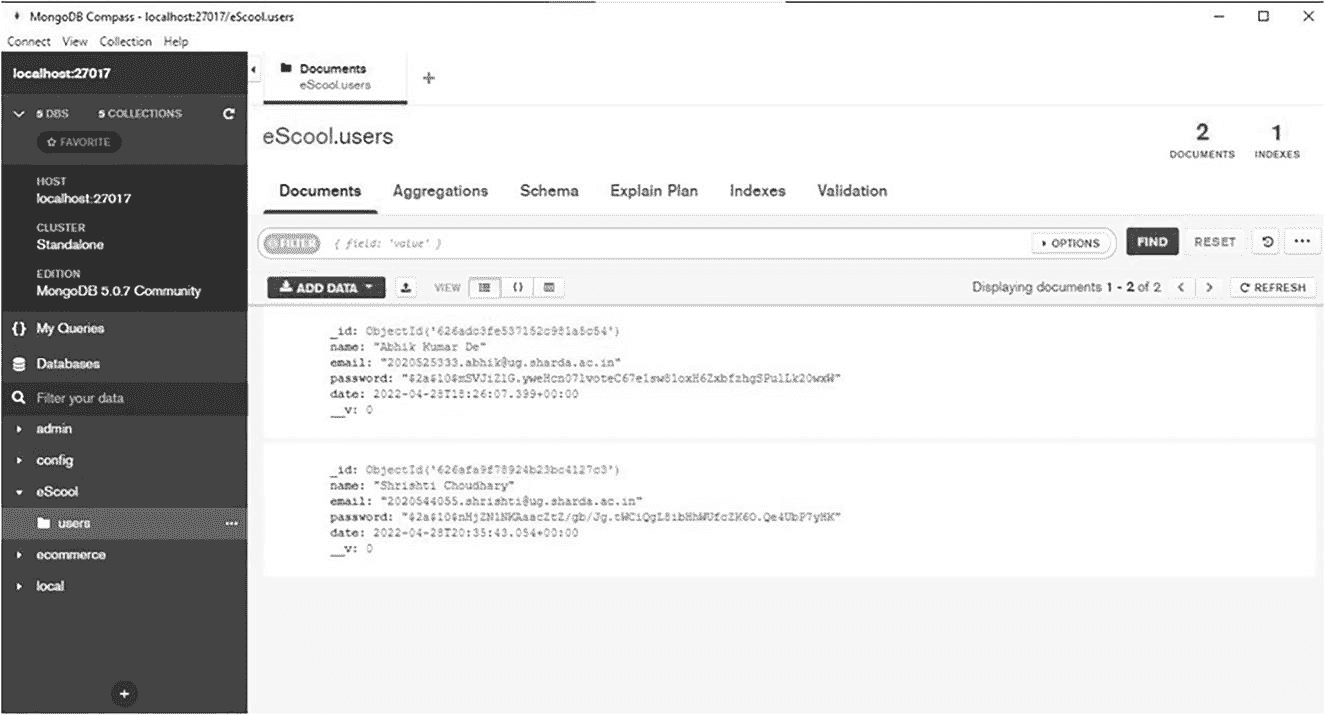 MongoDB Compass - localhost:27017/eScool.users
Connect View Collection Help
localhost:27017
5 DBS 5 COLLECTIONS
FAVORITE
HOST
localhost:27017
CLUSTER
Standalone
EDITION
MongoDB 5.0.7 Community
My Queries
Databases
Filter your data
admin
config
eScool
users
ecommerce
local
Documents
eScool.users
eScool.users
2
DOCUMENTS
1
INDEXES
Documents Aggregations Schema Explain Plan Indexes Validation
FILTER { field: 'value' } OPTIONS FIND RESET
ADD DATA VIEW {} Displaying documents 1 - 2 of 2 REFRESH
_id: ObjectId('')
name: "Abhik Kumar De"
email: "2020525333.abhik@ug.sharda.ac.in"
password:
date: 2022-04-28T18:26:07.399+00:00
__v: 0
_id: ObjectId('')
name: "Shrishti Choudhary"
email: "2020544055.shrishti@ug.sharda.ac.in"
password:
date: 2022-04-28T20:35:43.054+00:00
__v: 0